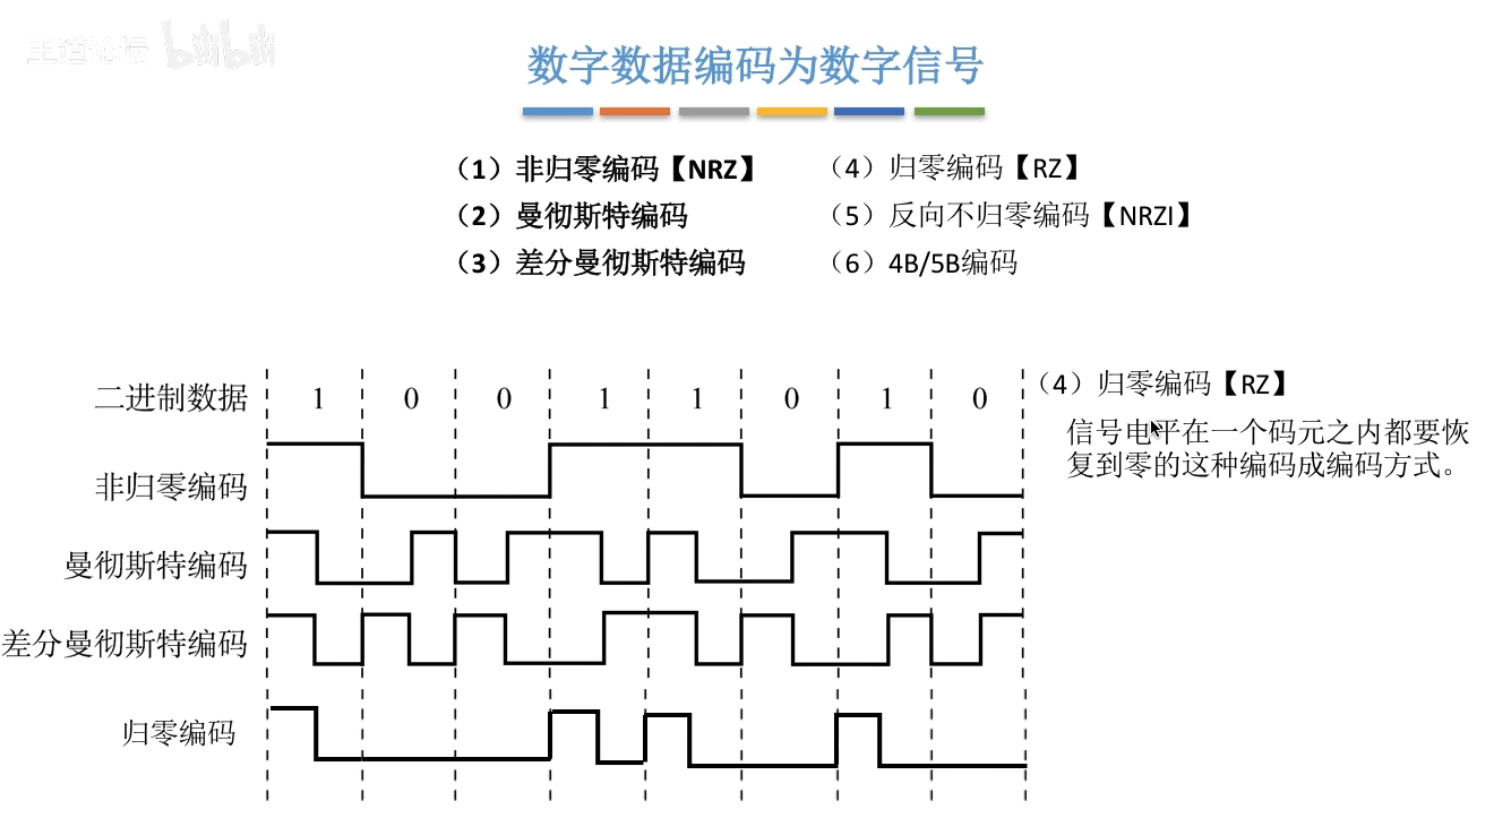 王道论坛 bilibili
数字数据编码为数字信号
（1）非归零编码【NRZ】
（2）曼彻斯特编码
（3）差分曼彻斯特编码
（4）归零编码【RZ】
（5）反向不归零编码【NRZI】
（6）4B/5B编码
二进制数据 1 0 0 1 1 0 1 0
非归零编码
曼彻斯特编码
差分曼彻斯特编码
归零编码
（4）归零编码【RZ】
信号电平在一个码元之内都要恢
复到零的这种编码成编码方式。